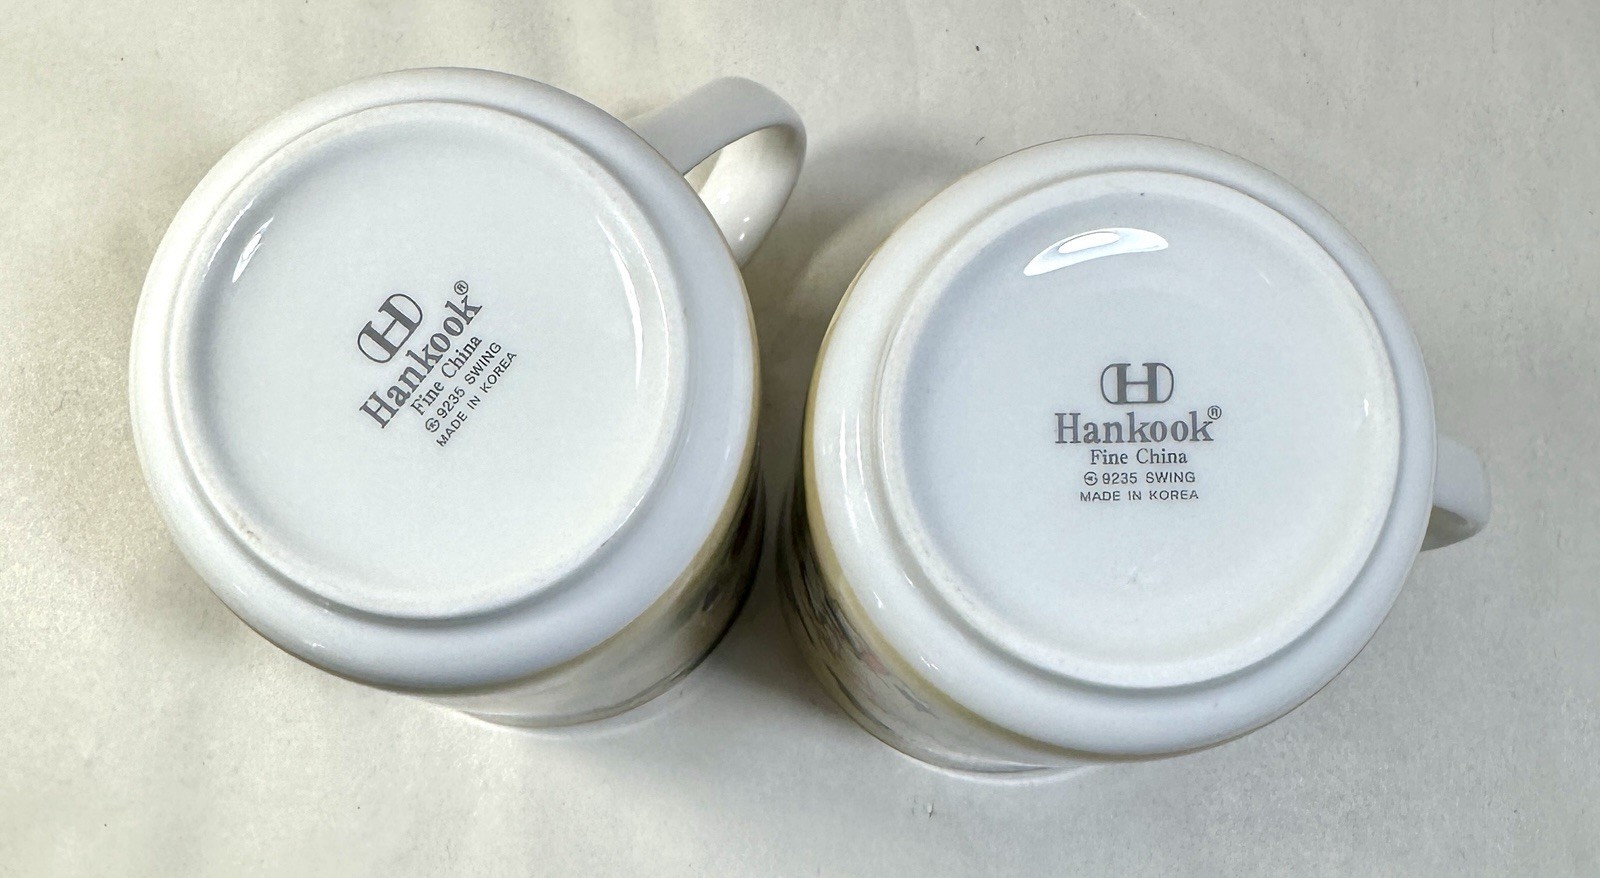 Hankook®
Fine China
9235 SWING
MADE IN KOREA
Hankook®
Fine China
9235 SWING
MADE IN KOREA